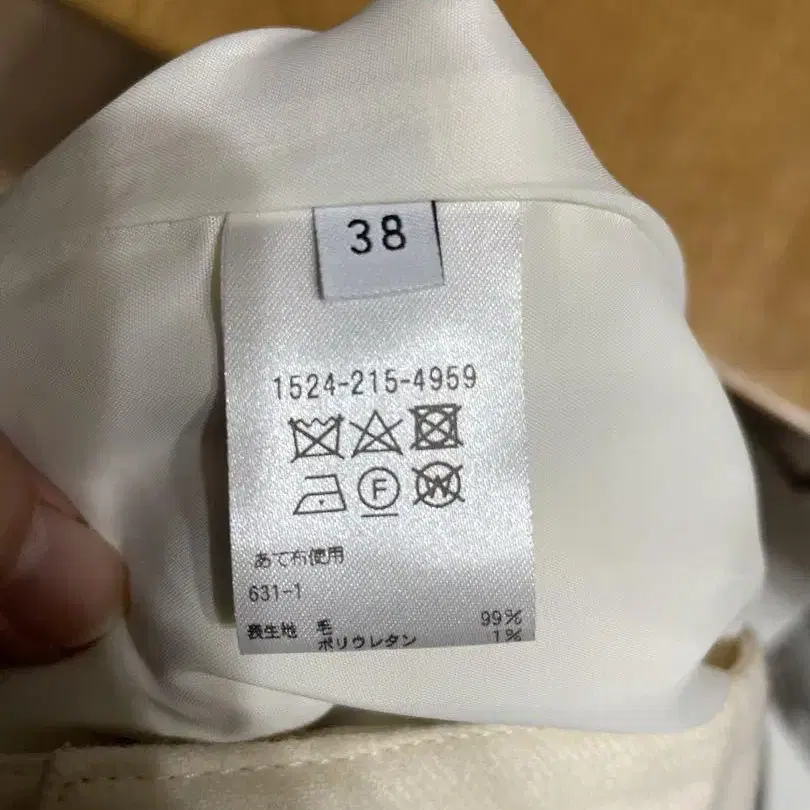 38
1524-215-4959
F
W
あて布使用
631-1
表生地 毛 99%
ポリウレタン 1%